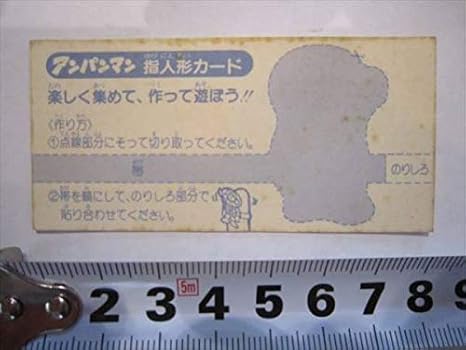 アンパンマン 指人形カード
楽しく集めて、作って遊ぼう!!
〈作り方〉
①点線部分にそって切り取ってください。
帯
のりしろ
②帯を輪にして、のりしろ部分で
貼り合わせてください。
2 3 5m 4 5 6 7 8 9